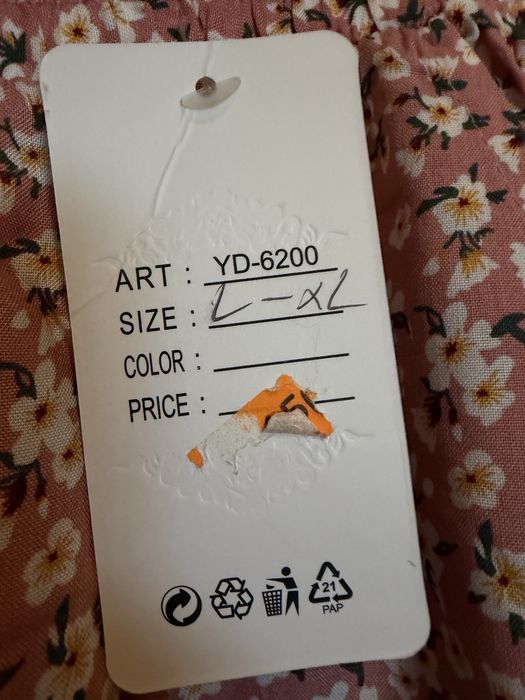 ART : YD-6200
SIZE : L-XL
COLOR :
PRICE :
21
PAP